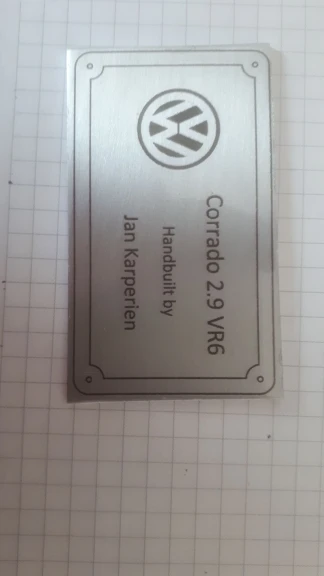 Corrado 2.9 VR6
Handbuilt by
Jan Karperien